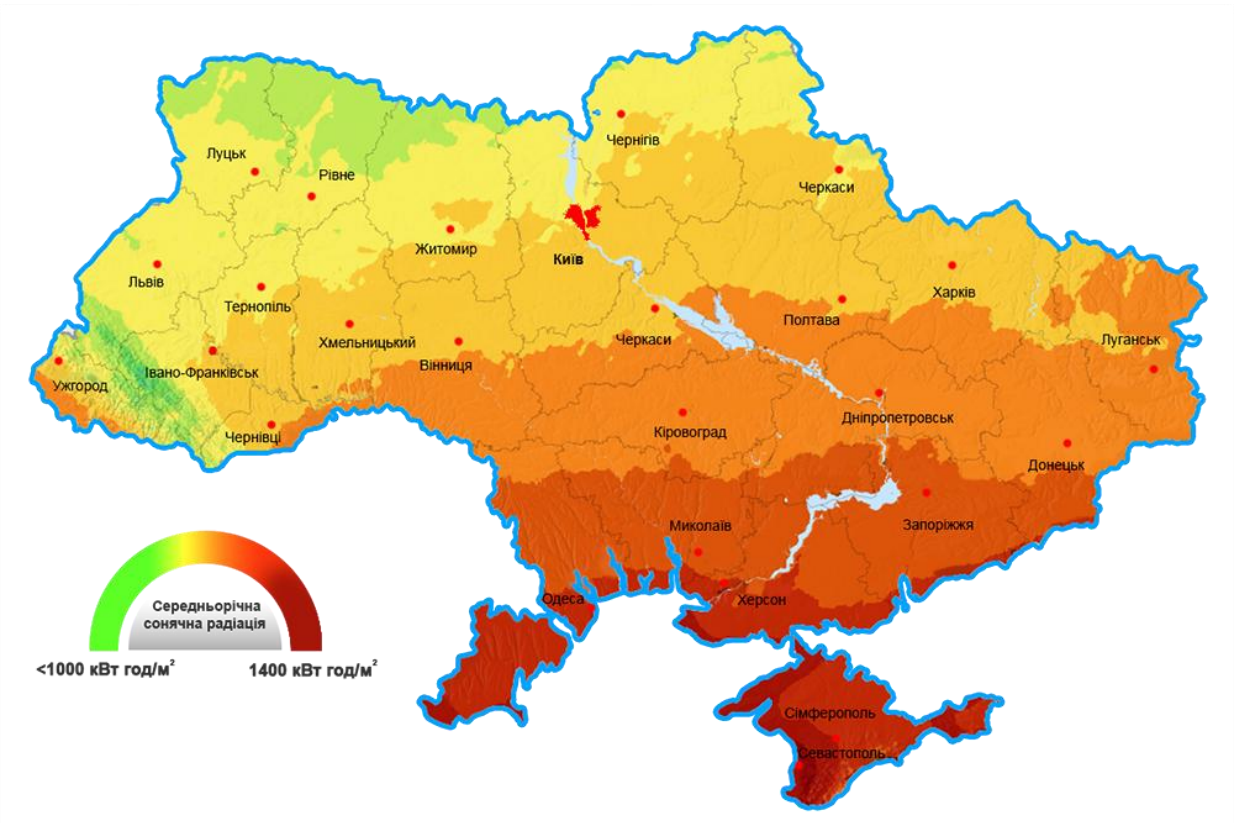 Чернігів
Луцьк
Рівне
Черкаси
Житомир
Київ
Львів
Тернопіль
Харків
Полтава
Черкаси
Хмельницький
Луганськ
Вінниця
Івано-Франківськ
Ужгород
Дніпропетровськ
Кіровоград
Чернівці
Донецьк
Миколаїв
Запоріжжя
Одеса
Херсон
Середньорічна
сонячна радіація
<1000 кВт год/м²
1400 кВт год/м²
Сімферополь
Севастополь